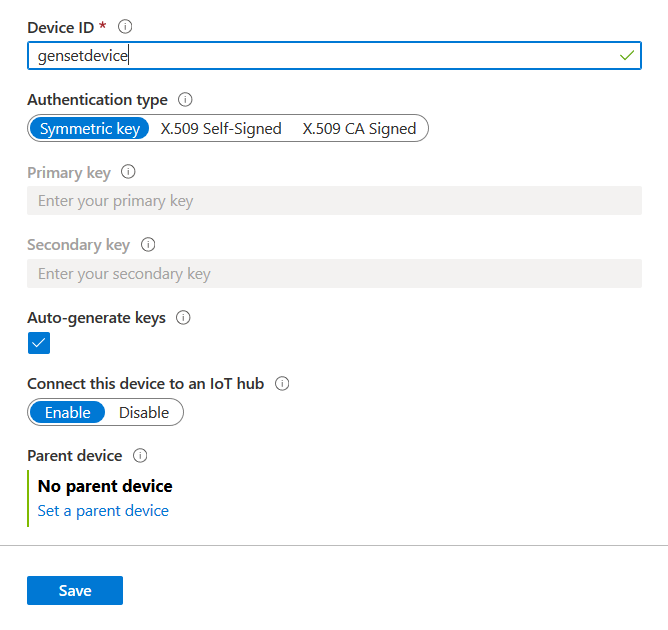 Device ID *
gensetdevice
Authentication type
Symmetric key X.509 Self-Signed X.509 CA Signed
Primary key
Enter your primary key
Secondary key
Enter your secondary key
Auto-generate keys
Connect this device to an IoT hub
Enable Disable
Parent device
No parent device
Set a parent device
Save